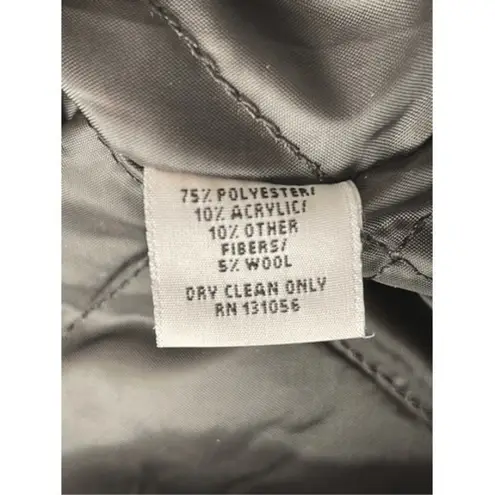 75% POLYESTER/
10% ACRYLIC/
10% OTHER
FIBERS/
5% WOOL
DRY CLEAN ONLY
RN 131056